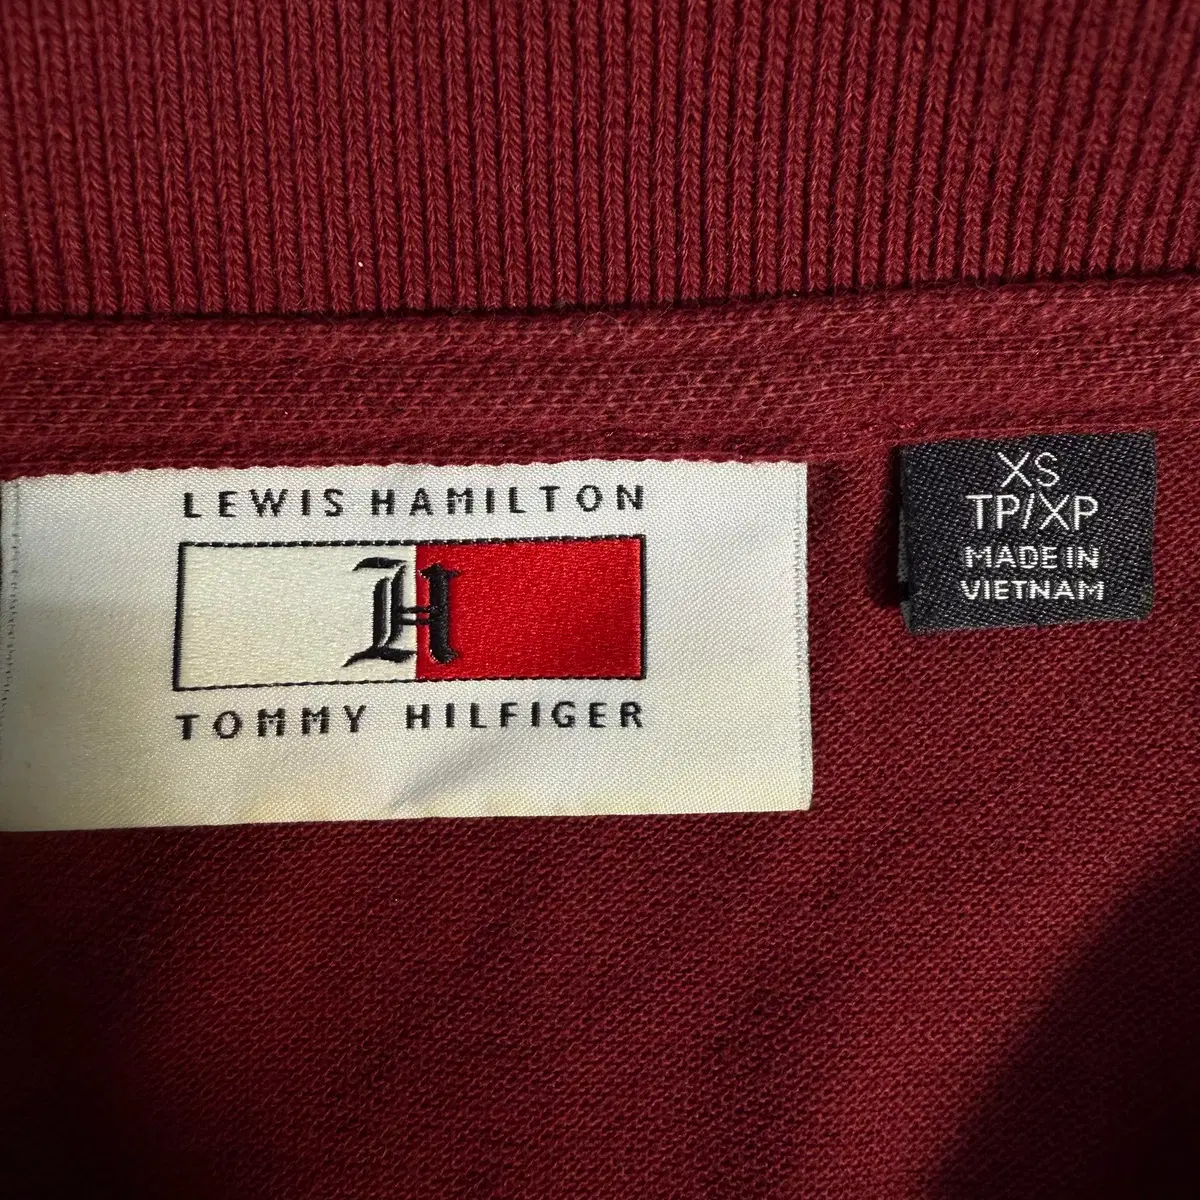 LEWIS HAMILTON
H
TOMMY HILFIGER
XS
TP/XP
MADE IN
VIETNAM